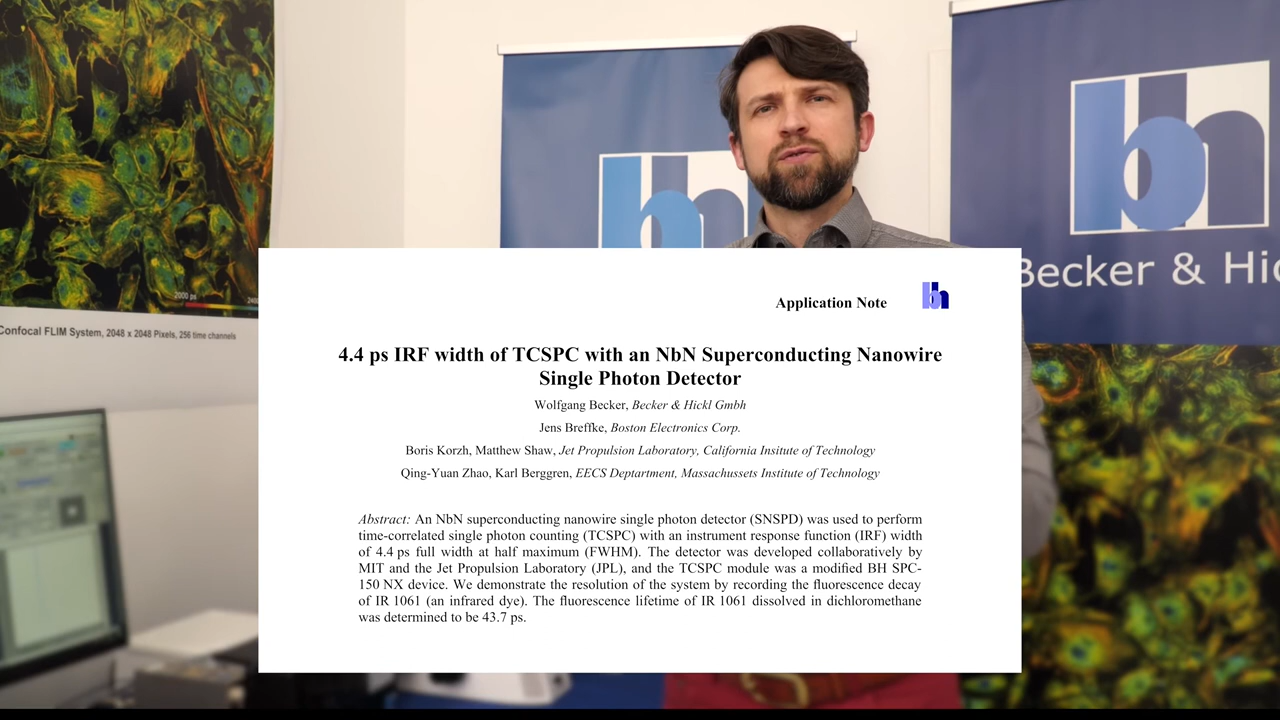 2000 ps
Confocal FLIM System, 2048 x 2048 Pixels, 256 time channels
bh
bh
Becker & Hic
Application Note
bh
4.4 ps IRF width of TCSPC with an NbN Superconducting Nanowire
Single Photon Detector
Wolfgang Becker, Becker & Hickl Gmbh
Jens Breffke, Boston Electronics Corp.
Boris Korzh, Matthew Shaw, Jet Propulsion Laboratory, California Insitute of Technology
Qing-Yuan Zhao, Karl Berggren, EECS Deptartment, Massachussets Institute of Technology
Abstract: An NbN superconducting nanowire single photon detector (SNSPD) was used to perform
time-correlated single photon counting (TCSPC) with an instrument response function (IRF) width
of 4.4 ps full width at half maximum (FWHM). The detector was developed collaboratively by
MIT and the Jet Propulsion Laboratory (JPL), and the TCSPC module was a modified BH SPC-
150 NX device. We demonstrate the resolution of the system by recording the fluorescence decay
of IR 1061 (an infrared dye). The fluorescence lifetime of IR 1061 dissolved in dichloromethane
was determined to be 43.7 ps.